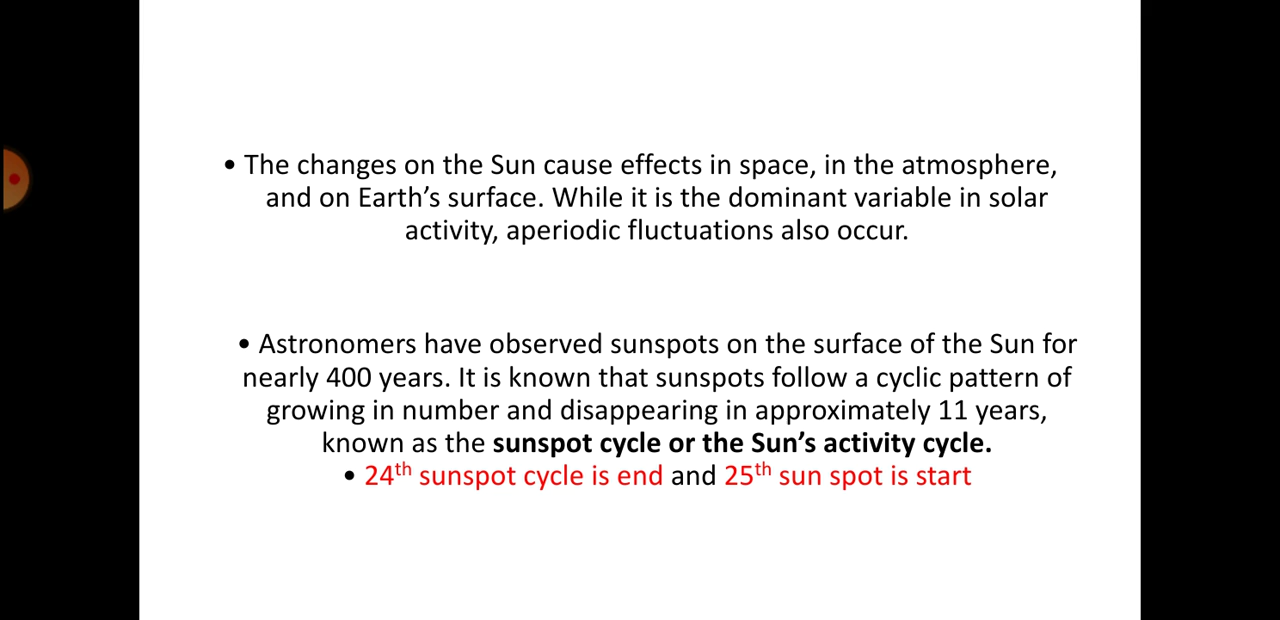 • The changes on the Sun cause effects in space, in the atmosphere,
and on Earth’s surface. While it is the dominant variable in solar
activity, aperiodic fluctuations also occur.
• Astronomers have observed sunspots on the surface of the Sun for
nearly 400 years. It is known that sunspots follow a cyclic pattern of
growing in number and disappearing in approximately 11 years,
known as the sunspot cycle or the Sun’s activity cycle.
• 24th sunspot cycle is end and 25th sun spot is start